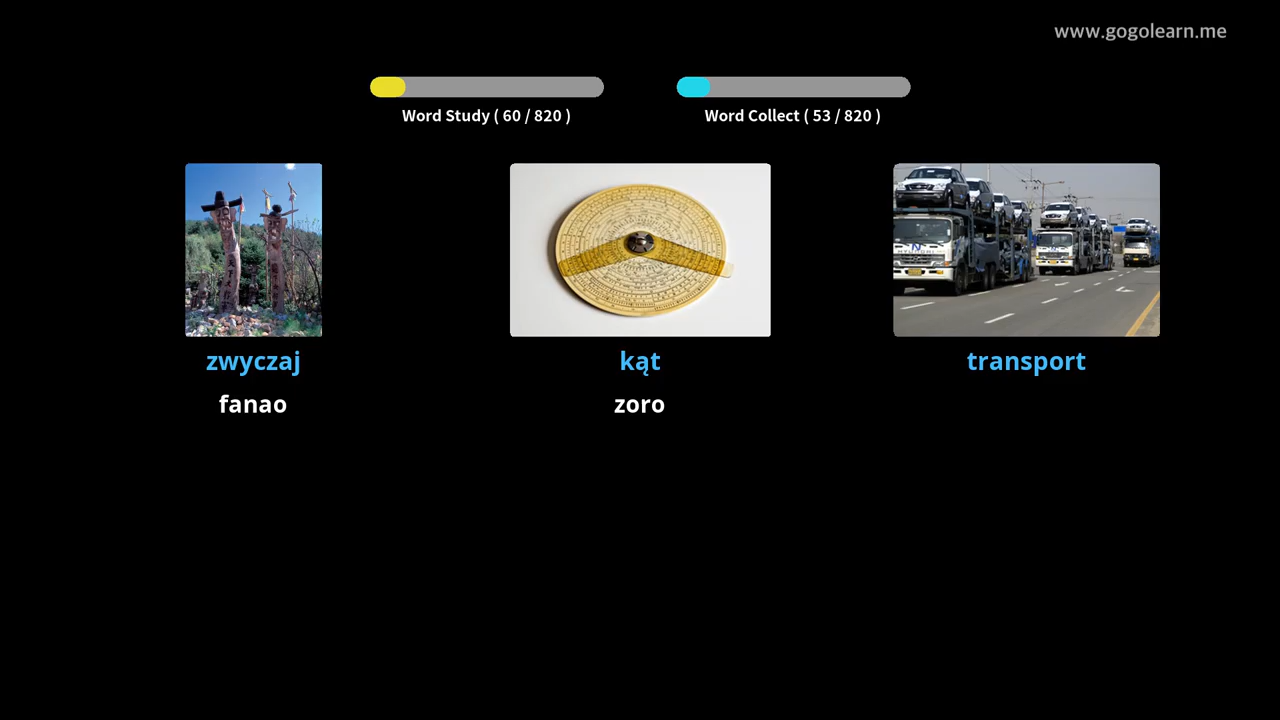 www.gogolearn.me
Word Study ( 60 / 820 )
Word Collect ( 53 / 820 )
zwyczaj
kąt
transport
fanao
zoro